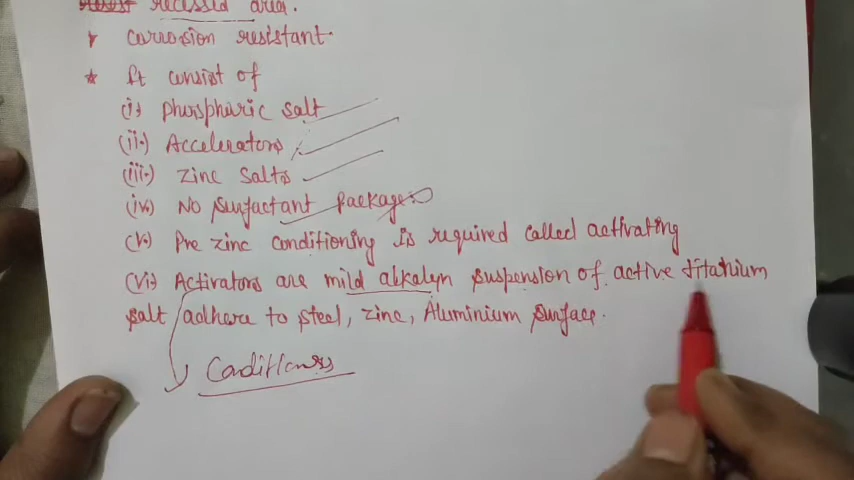 recessed area.
Corrosion resistant.
* It consist of
(i) phosphoric salt
(ii) Accelerators
(iii) Zinc Salts
(iv) No surfactant package.
(v) Pre zinc conditioning is required called activating
(vi) Activators are mild alkalyn suspension of active titanium
salt adhere to steel, zinc, Aluminium surface.
Conditioners